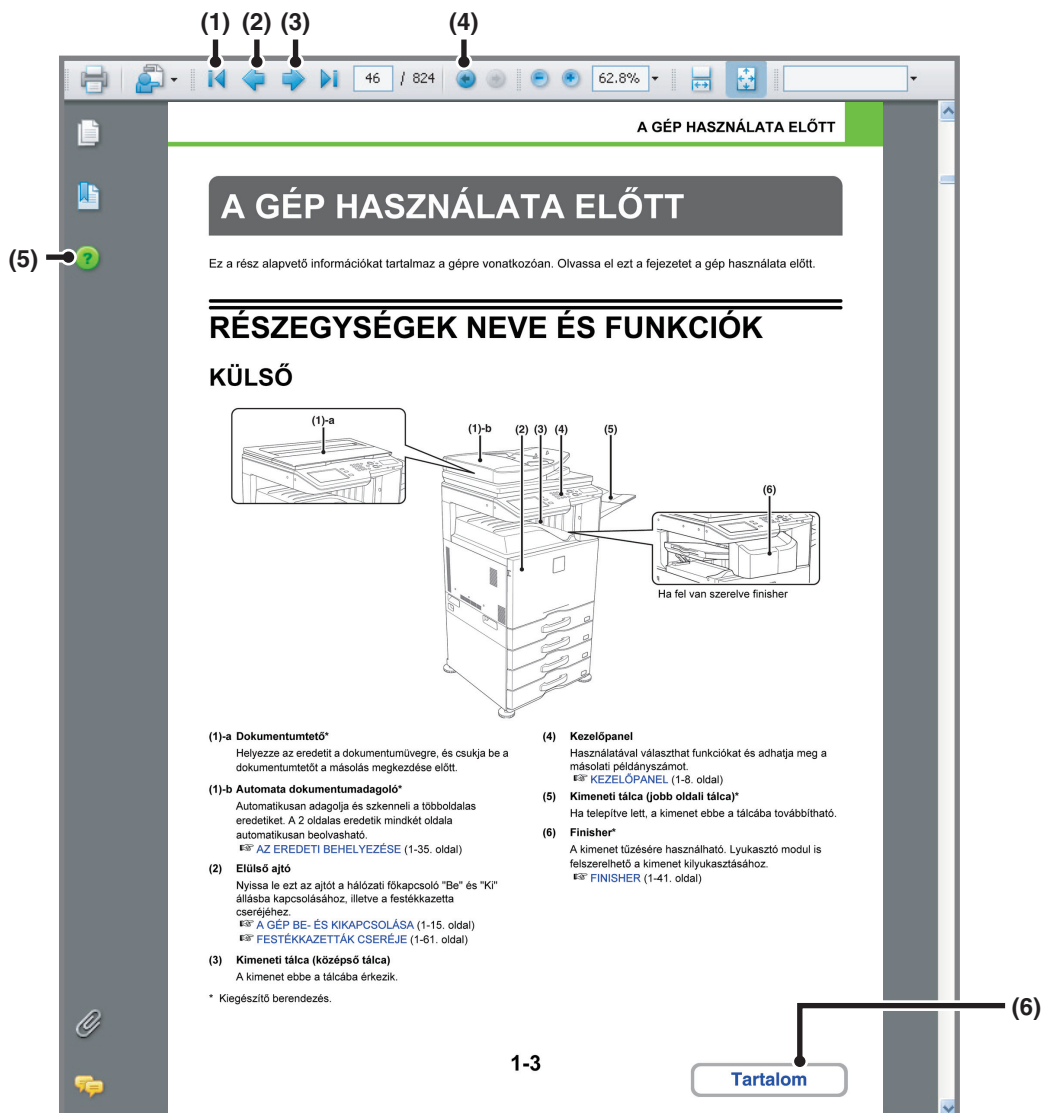 (1) (2) (3) (4)
46 / 824 62.8%
A GÉP HASZNÁLATA ELŐTT
A GÉP HASZNÁLATA ELŐTT
(5)
Ez a rész alapvető információkat tartalmaz a gépre vonatkozóan. Olvassa el ezt a fejezetet a gép használata előtt.
RÉSZEGYSÉGEK NEVE ÉS FUNKCIÓK
KÜLSŐ
(1)-a
(1)-b (2) (3) (4) (5)
(6)
Ha fel van szerelve finisher
(1)-a Dokumentumtető*
Helyezze az eredetit a dokumentumüvegre, és csukja be a
dokumentumtetőt a másolás megkezdése előtt.
(1)-b Automata dokumentumadagoló*
Automatikusan adagolja és szkenneli a többoldalas
eredetiket. A 2 oldalas eredetik mindkét oldala
automatikusan beolvasható.
☞ AZ EREDETI BEHELYEZÉSE (1-35. oldal)
(2) Elülső ajtó
Nyissa le ezt az ajtót a hálózati főkapcsoló "Be" és "Ki"
állásba kapcsolásához, illetve a festékkazetta
cseréjéhez.
☞ A GÉP BE- ÉS KIKAPCSOLÁSA (1-15. oldal)
☞ FESTÉKKAZETTÁK CSERÉJE (1-61. oldal)
(3) Kimeneti tálca (középső tálca)
A kimenet ebbe a tálcába érkezik.
* Kiegészítő berendezés.
(4) Kezelőpanel
Használatával választhat funkciókat és adhatja meg a
másolati példányszámot.
☞ KEZELŐPANEL (1-8. oldal)
(5) Kimeneti tálca (jobb oldali tálca)*
Ha telepítve lett, a kimenet ebbe a tálcába továbbítható.
(6) Finisher*
A kimenet tűzésére használható. Lyukasztó modul is
felszerelhető a kimenet kilyukasztásához.
☞ FINISHER (1-41. oldal)
(6)
1-3
Tartalom